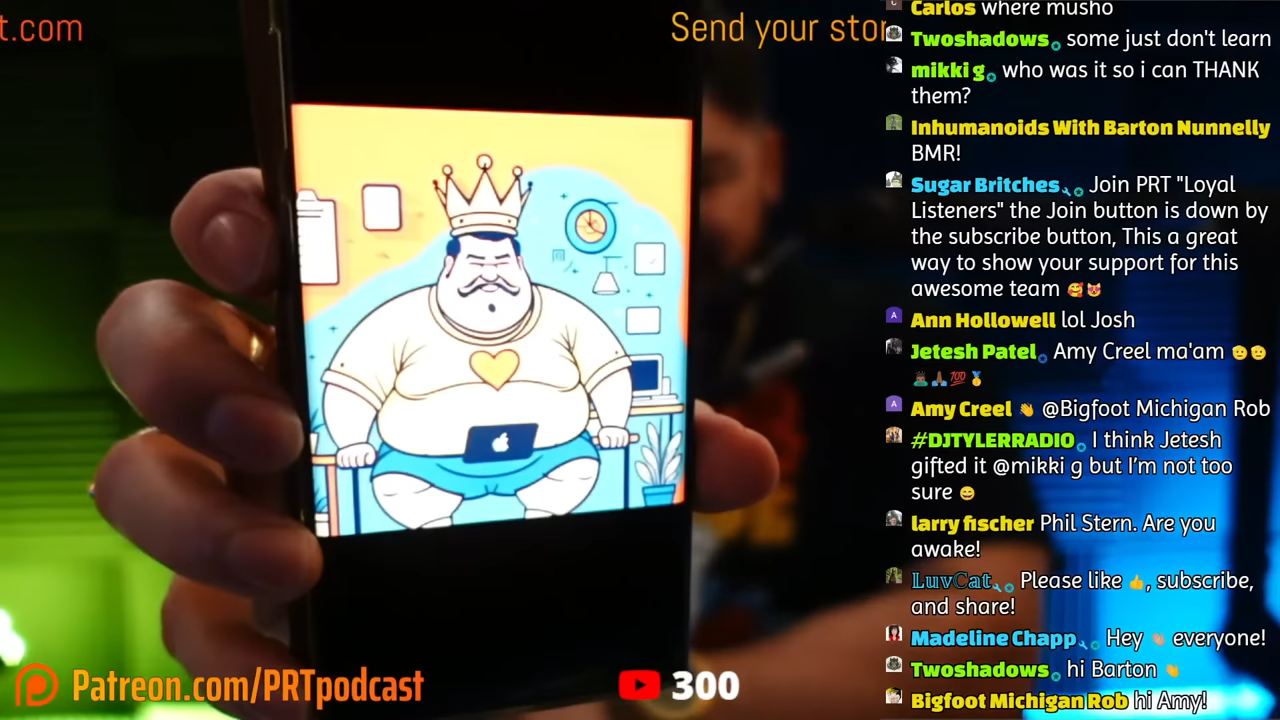 t.com
Send your stor
Carlos where musho
Twoshadows some just don't learn
mikki g who was it so i can THANK
them?
Inhumanoids With Barton Nunnelly
BMR!
Sugar Britches Join PRT "Loyal
Listeners" the Join button is down by
the subscribe button, This a great
way to show your support for this
awesome team 🥰😻
Ann Hollowell lol Josh
Jetesh Patel Amy Creel ma'am 🫡🫡
💯🥇
Amy Creel 👋 @Bigfoot Michigan Rob
#DJTYLERRADIO I think Jetesh
gifted it @mikki g but I'm not too
sure 😄
larry fischer Phil Stern. Are you
awake!
𝕃𝕦𝕧ℂ𝕒𝕥 Please like 👍, subscribe,
and share!
Madeline Chapp Hey 👋🏼 everyone!
Twoshadows hi Barton 👋
Bigfoot Michigan Rob hi Amy!
Patreon.com/PRTpodcast
300